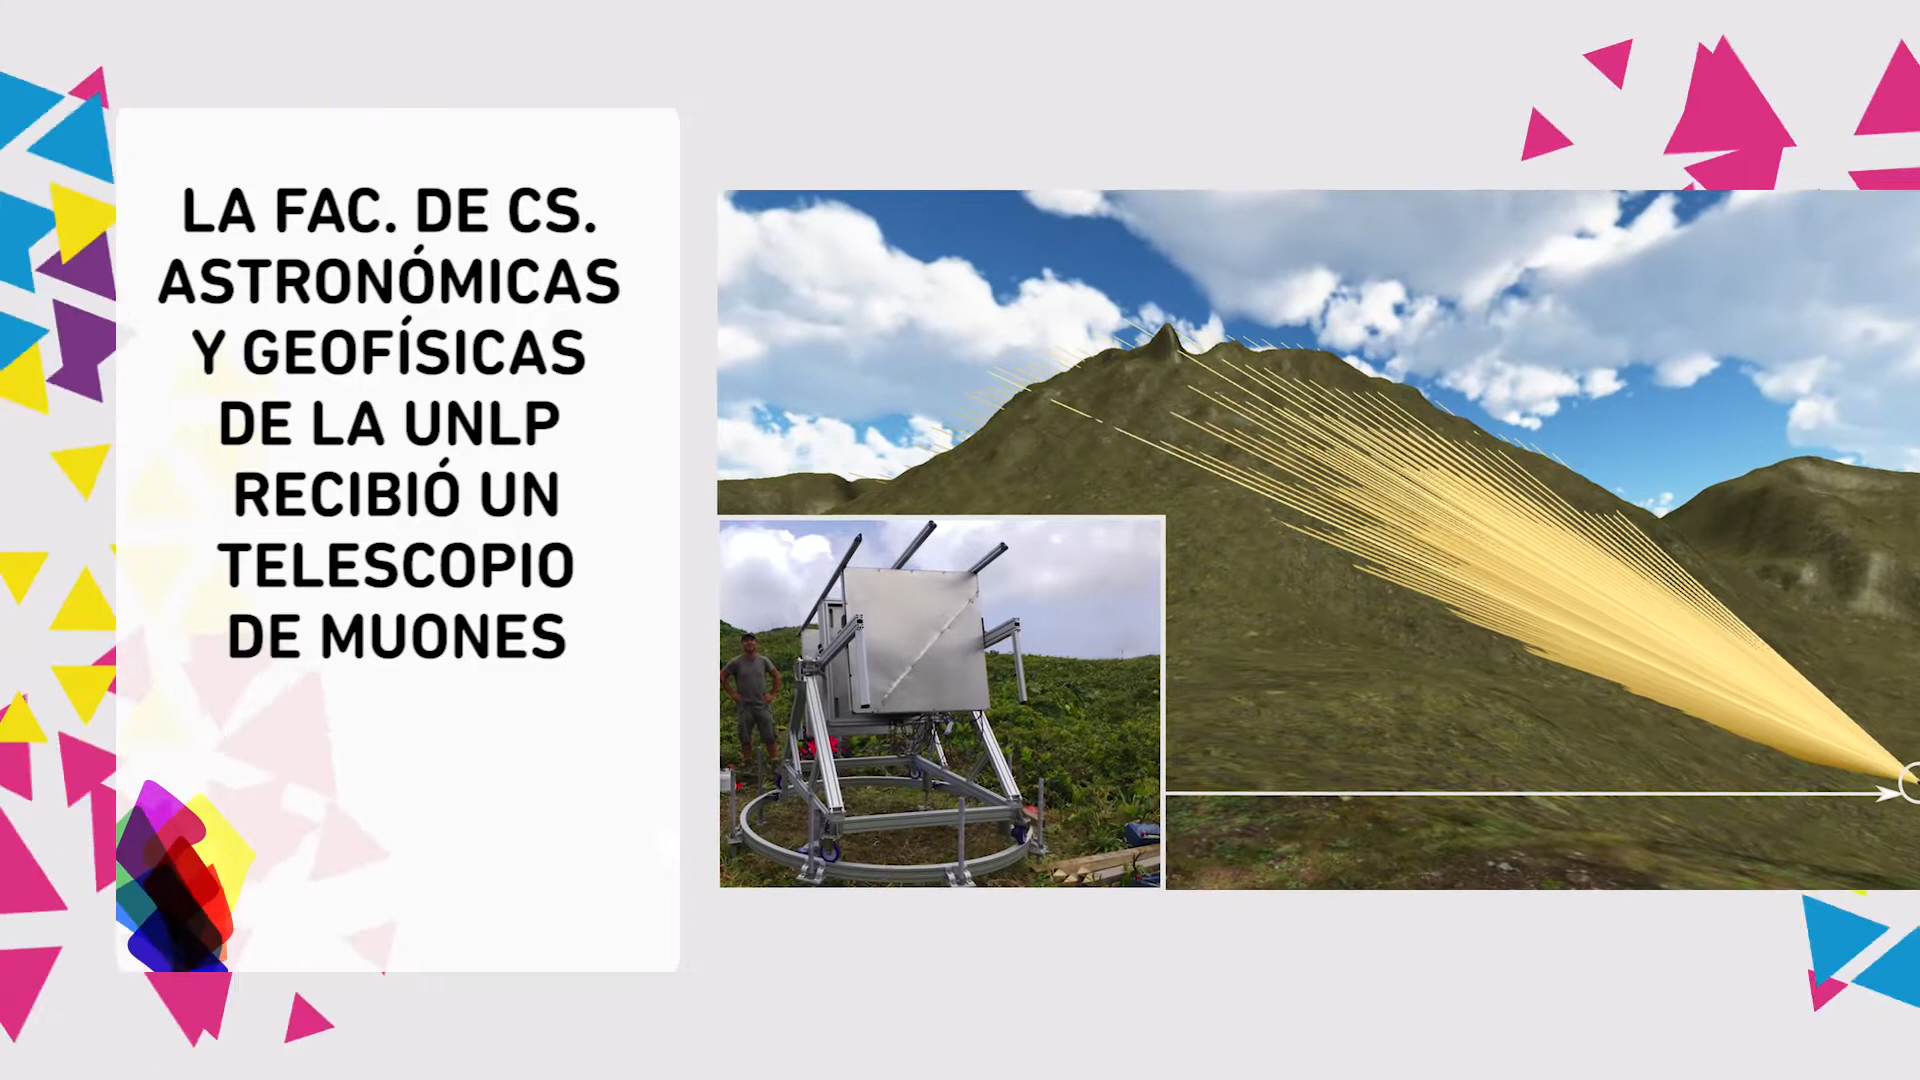 LA FAC. DE CS.
ASTRONÓMICAS
Y GEOFÍSICAS
DE LA UNLP
RECIBIÓ UN
TELESCOPIO
DE MUONES